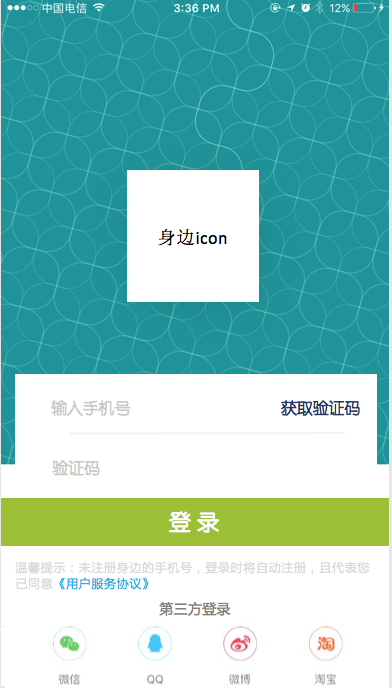 中国电信 3:36 PM 12%
身边icon
输入手机号 获取验证码
验证码
登录
温馨提示：未注册身边的手机号，登录时将自动注册，且代表您
已同意《用户服务协议》
第三方登录
微信 QQ 微博 淘宝